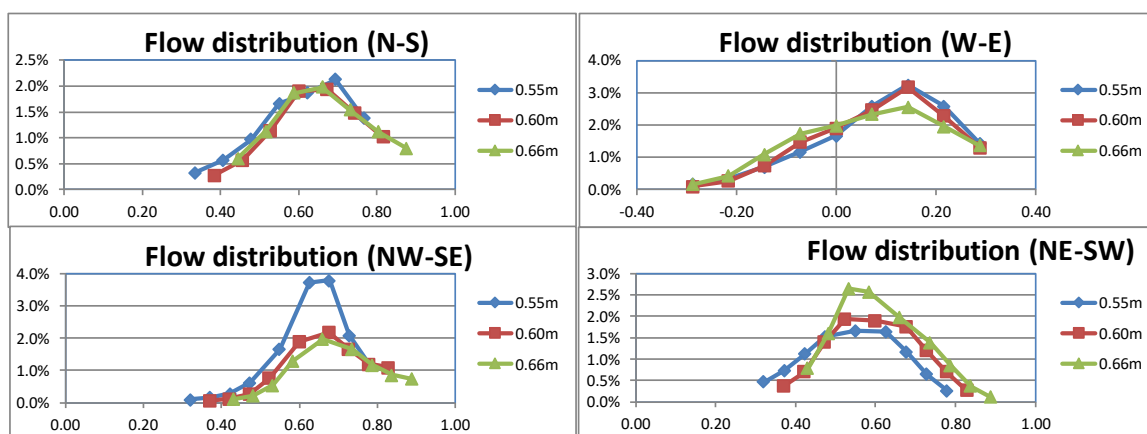 Flow distribution (N-S)
2.5%
2.0%
1.5%
1.0%
0.5%
0.0%
0.00 0.20 0.40 0.60 0.80 1.00
0.55m
0.60m
0.66m
Flow distribution (W-E)
4.0%
3.0%
2.0%
1.0%
0.0%
-0.40 -0.20 0.00 0.20 0.40
0.55m
0.60m
0.66m
Flow distribution (NW-SE)
4.0%
3.0%
2.0%
1.0%
0.0%
0.00 0.20 0.40 0.60 0.80 1.00
0.55m
0.60m
0.66m
Flow distribution (NE-SW)
3.0%
2.5%
2.0%
1.5%
1.0%
0.5%
0.0%
0.00 0.20 0.40 0.60 0.80 1.00
0.55m
0.60m
0.66m